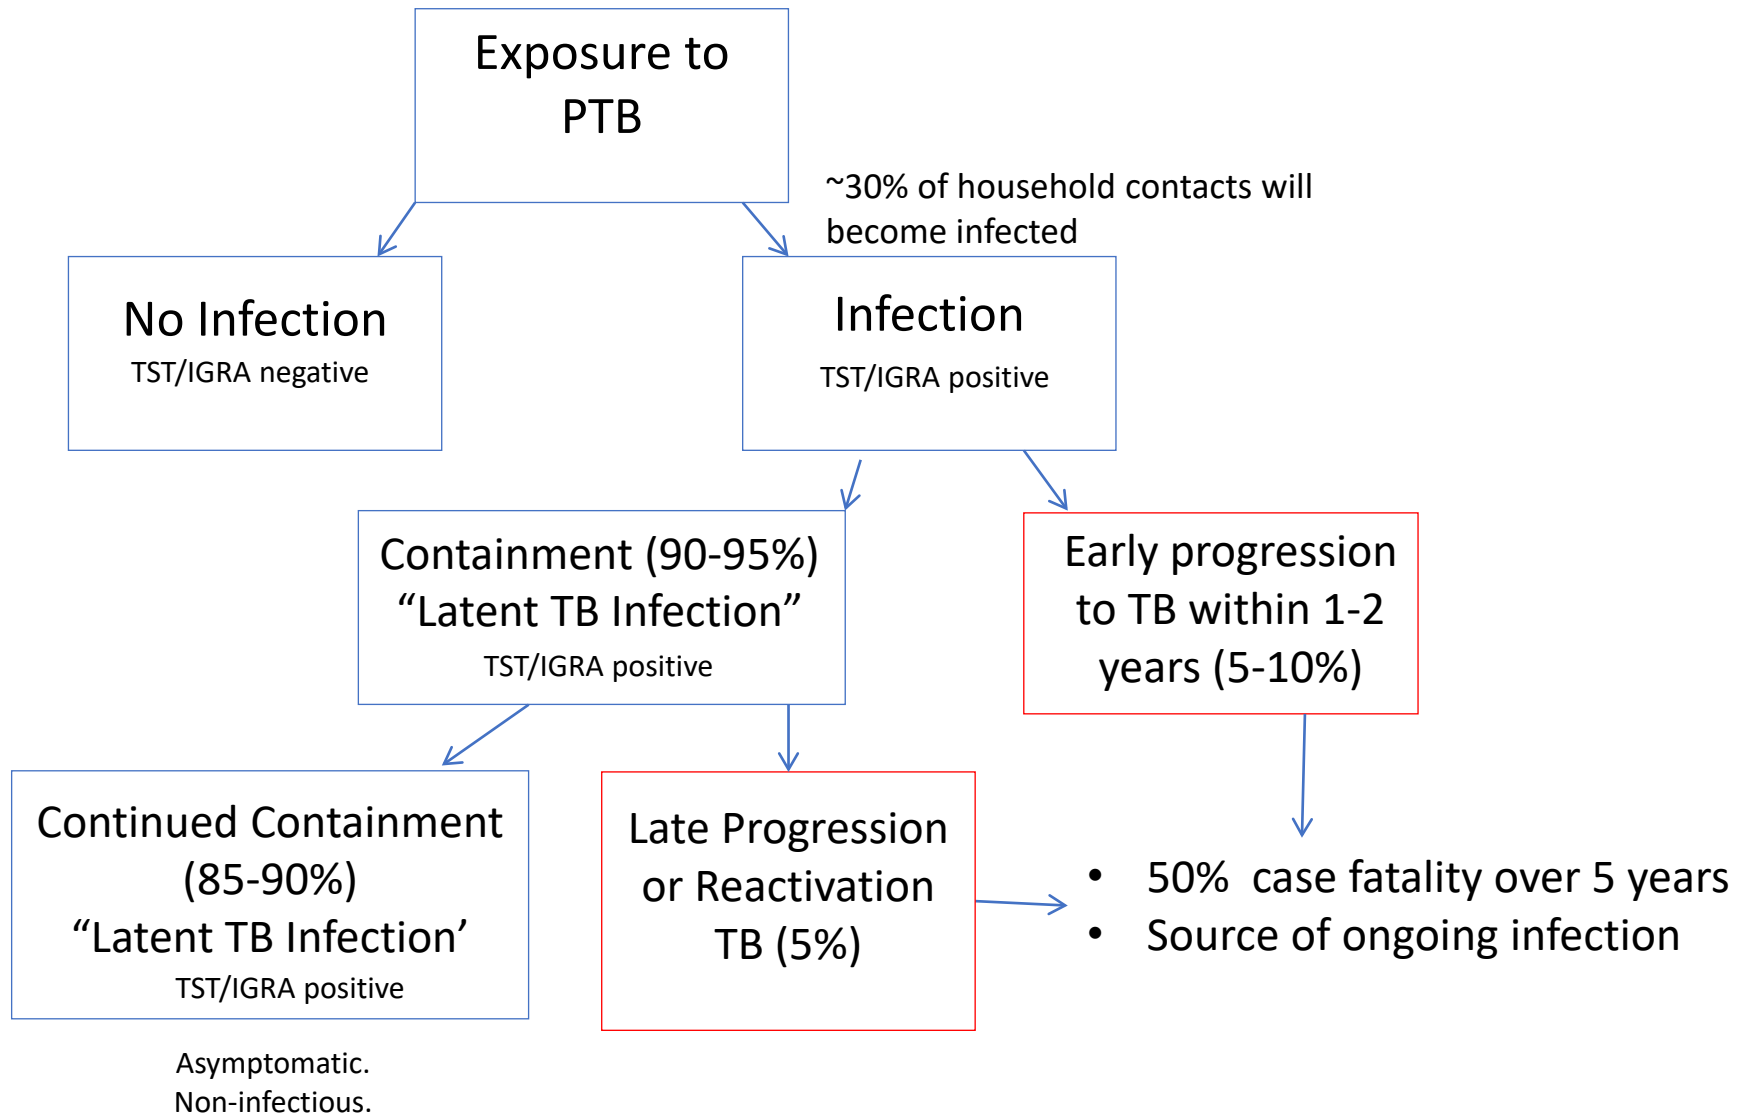 Exposure to
PTB
~30% of household contacts will
become infected
No Infection
TST/IGRA negative
Infection
TST/IGRA positive
Containment (90-95%)
“Latent TB Infection”
TST/IGRA positive
Early progression
to TB within 1-2
years (5-10%)
Continued Containment
(85-90%)
“Latent TB Infection’
TST/IGRA positive
Late Progression
or Reactivation
TB (5%)
• 50% case fatality over 5 years
• Source of ongoing infection
Asymptomatic.
Non-infectious.